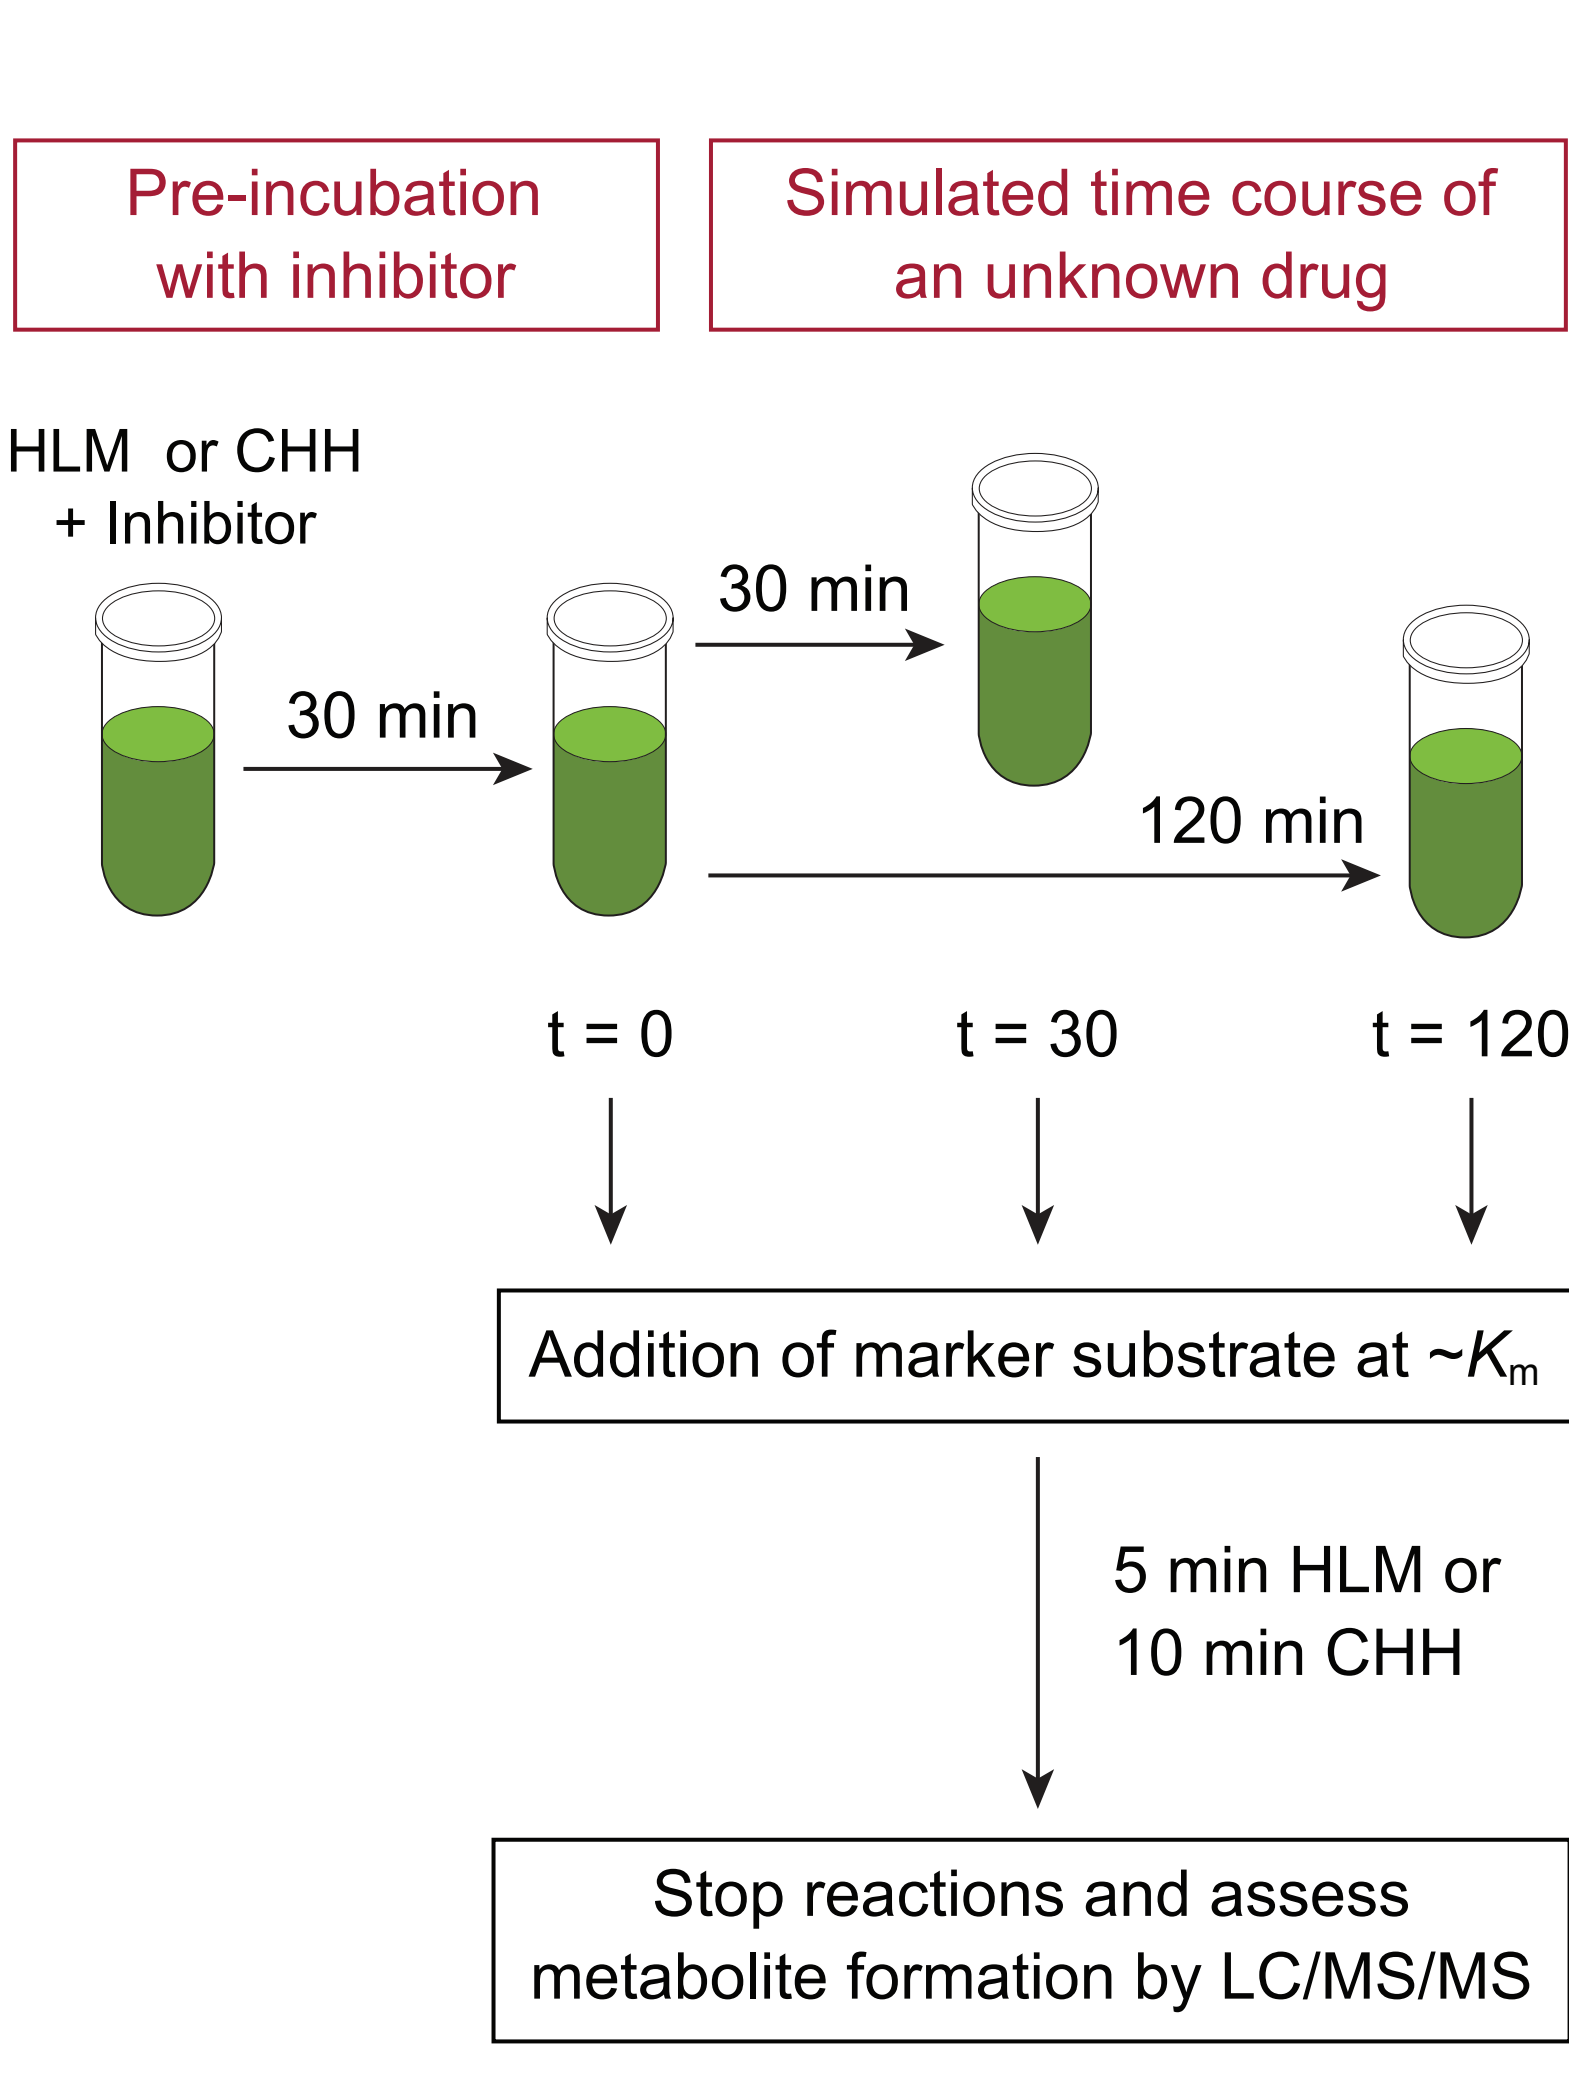 Pre-incubation
with inhibitor
Simulated time course of
an unknown drug
HLM or CHH
+ Inhibitor
30 min
30 min
120 min
t = 0
t = 30
t = 120
Addition of marker substrate at ~Km
5 min HLM or
10 min CHH
Stop reactions and assess
metabolite formation by LC/MS/MS